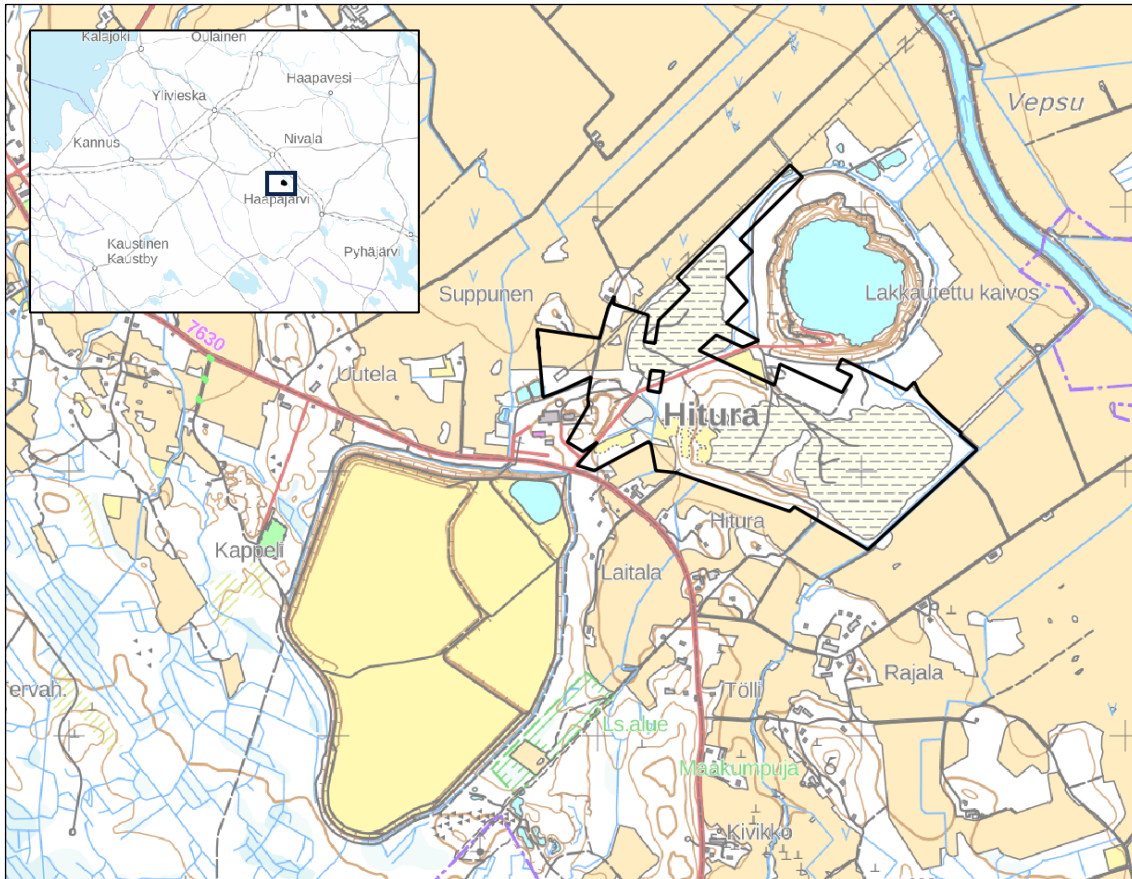 Kalajoki
Oulainen
Haapavesi
Ylivieska
Kannus
Nivala
Haapajärvi
Kaustinen
Kaustby
Pyhäjärvi
Vepsu
Suppunen
Lakkautettu kaivos
7630
Uutela
Hitura
Hitura
Kappeli
Laitala
ervah.
Rajala
Tölli
Ls.alue
Maakumpuja
Kivikko